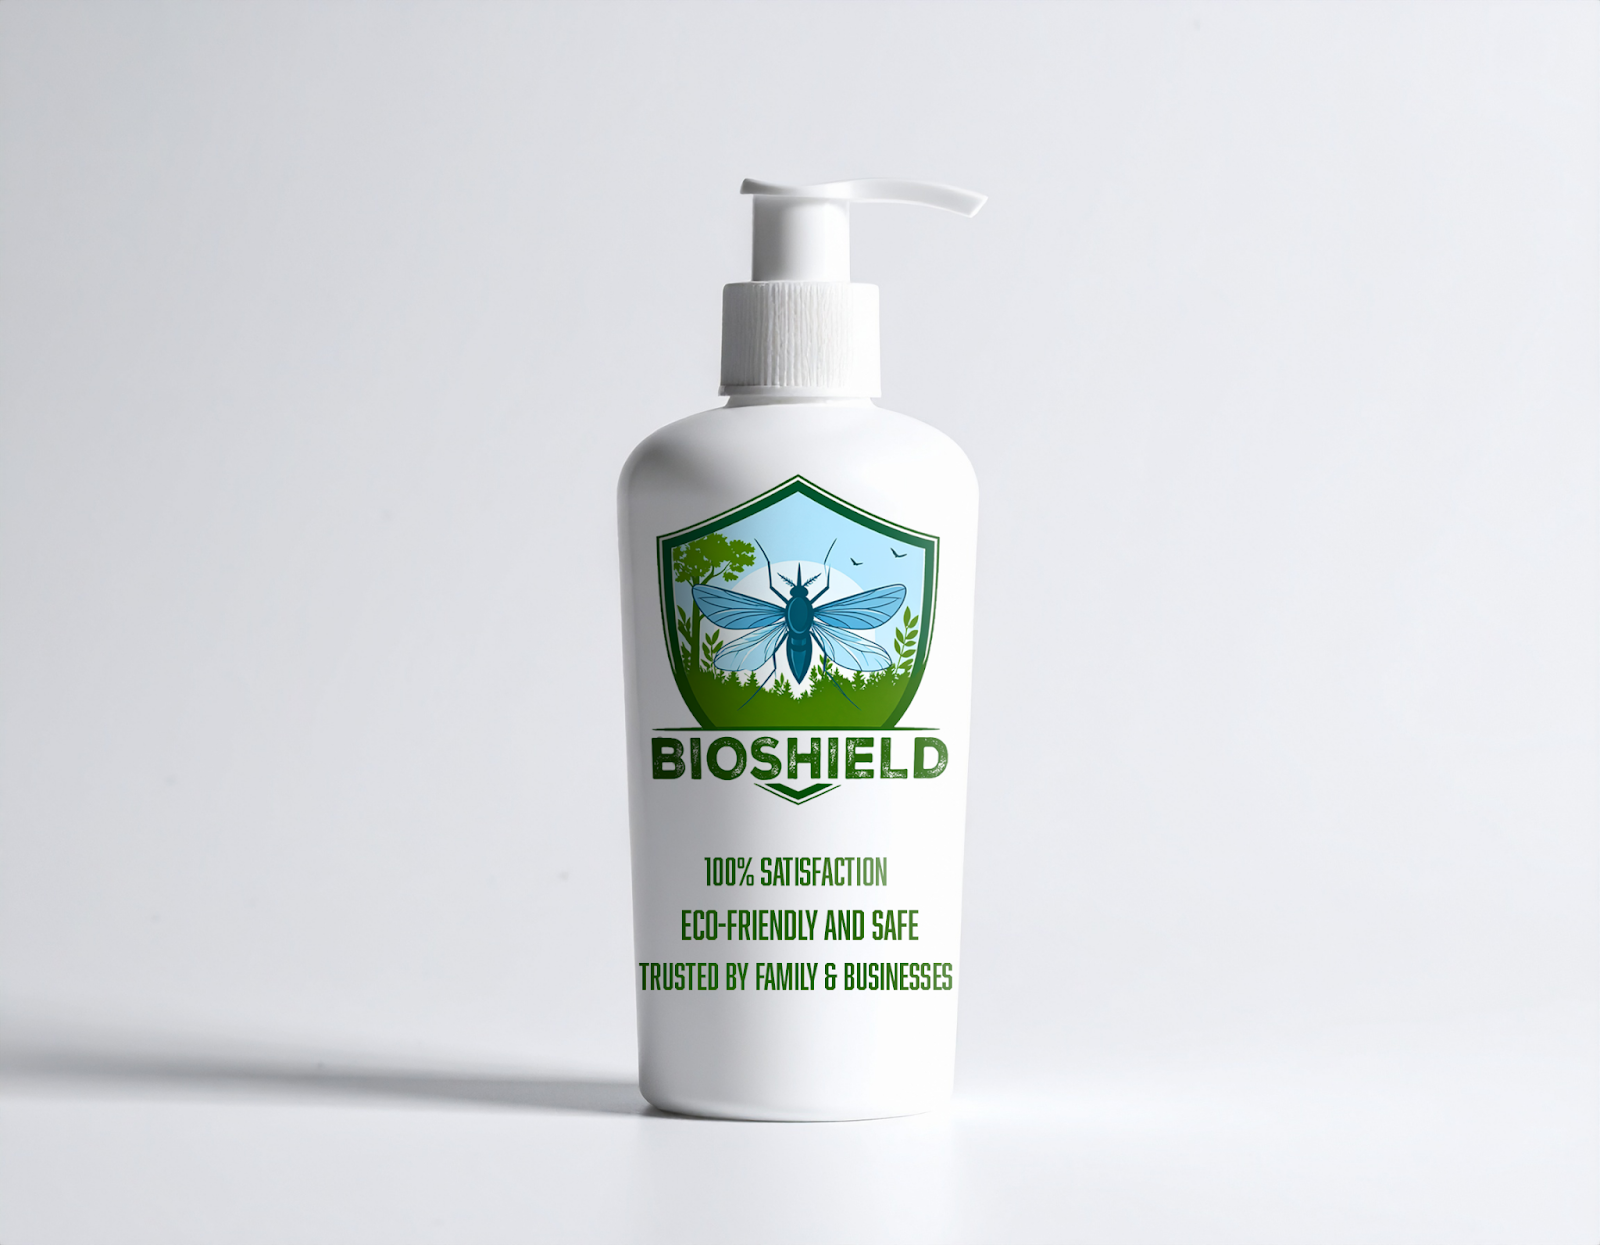 BIOSHIELD
100% SATISFACTION
ECO-FRIENDLY AND SAFE
TRUSTED BY FAMILY & BUSINESSES